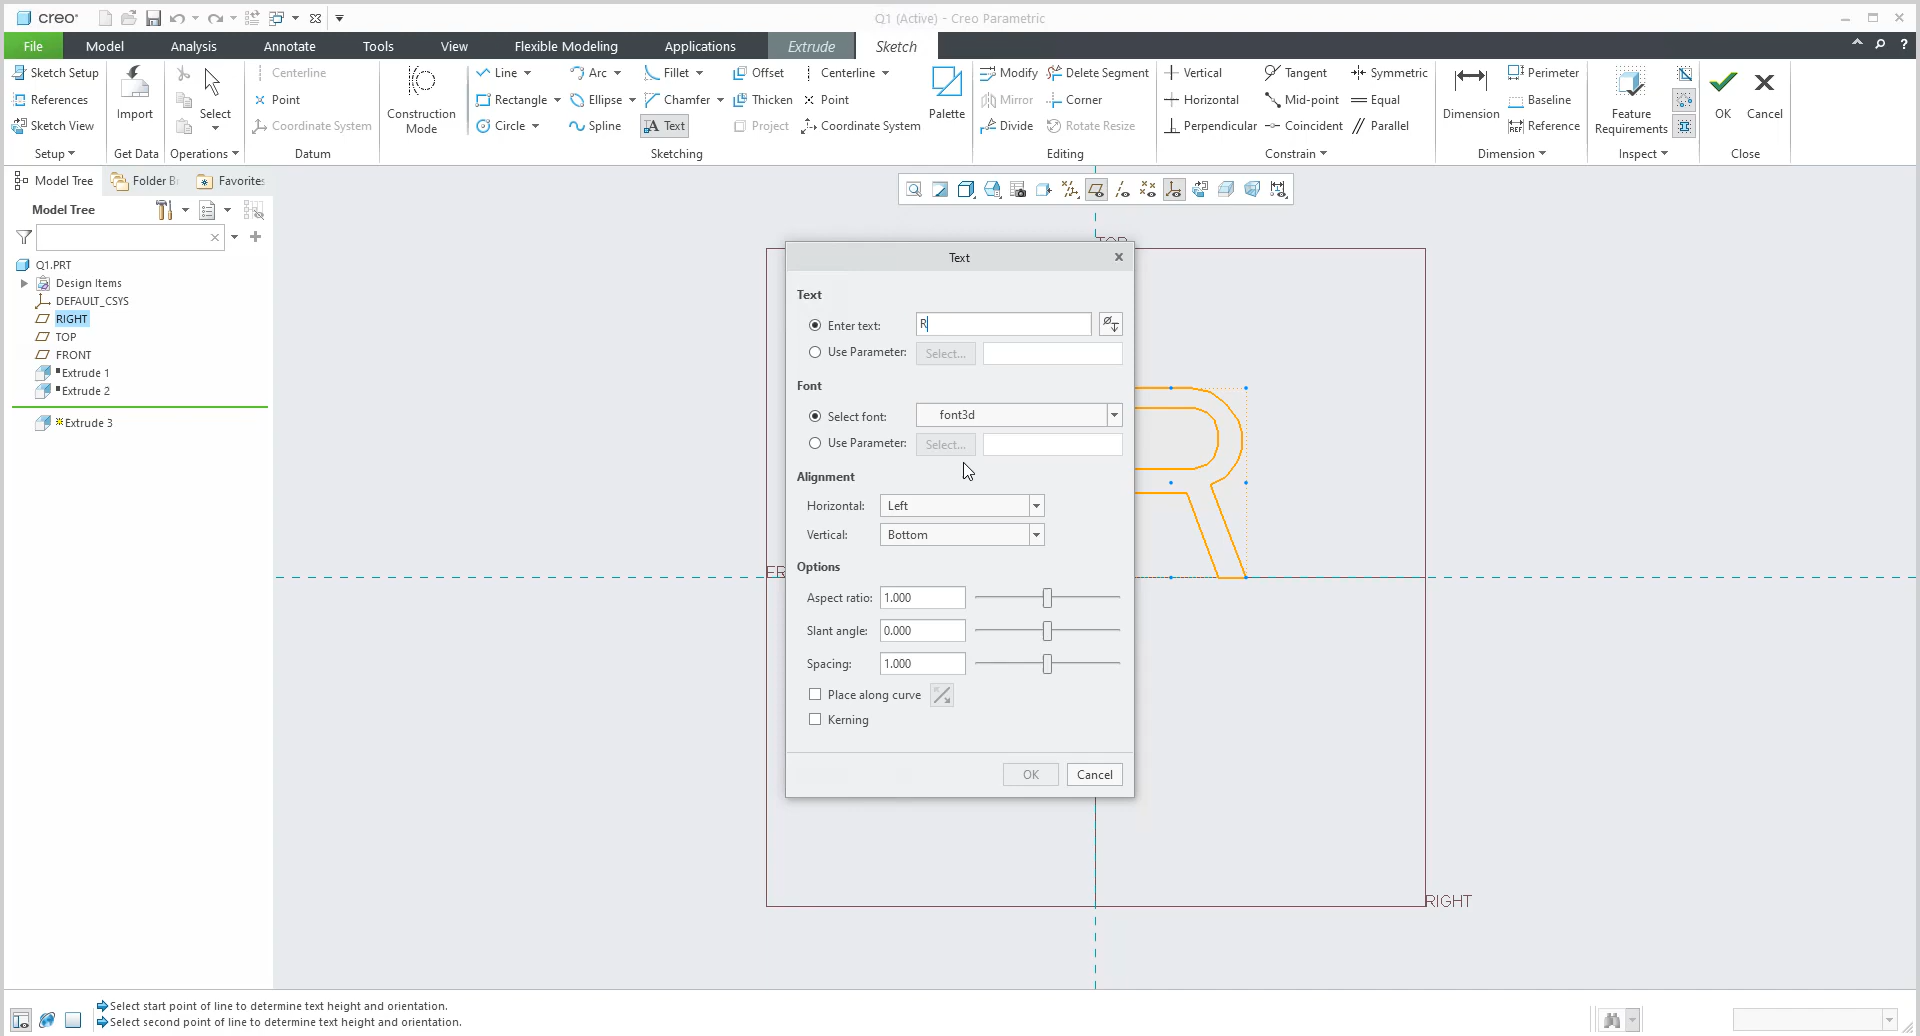 creo
Q1 (Active) - Creo Parametric
File Model Analysis Annotate Tools View Flexible Modeling Applications Extrude Sketch
Sketch Setup
References
Sketch View
Setup
Import
Get Data
Select
Operations
Centerline
Point
Coordinate System
Datum
Construction Mode
Line Arc Fillet Offset Centerline
Rectangle Ellipse Chamfer Thicken Point
Circle Spline Text Project Coordinate System
Palette
Sketching
Modify Delete Segment
Mirror Corner
Divide Rotate Resize
Editing
Vertical Tangent Symmetric
Horizontal Mid-point Equal
Perpendicular Coincident Parallel
Constrain
Dimension
Perimeter
Baseline
Reference
Dimension
Feature Requirements
Inspect
OK Cancel
Close
Model Tree Folder B Favorites
Model Tree
Q1.PRT
Design Items
DEFAULT_CSYS
RIGHT
TOP
FRONT
Extrude 1
Extrude 2
Extrude 3
TOP
FR
R
RIGHT
Text
Text
Enter text: R
Use Parameter: Select...
Font
Select font: font3d
Use Parameter: Select...
Alignment
Horizontal: Left
Vertical: Bottom
Options
Aspect ratio: 1.000
Slant angle: 0.000
Spacing: 1.000
Place along curve
Kerning
OK Cancel
Select start point of line to determine text height and orientation.
Select second point of line to determine text height and orientation.